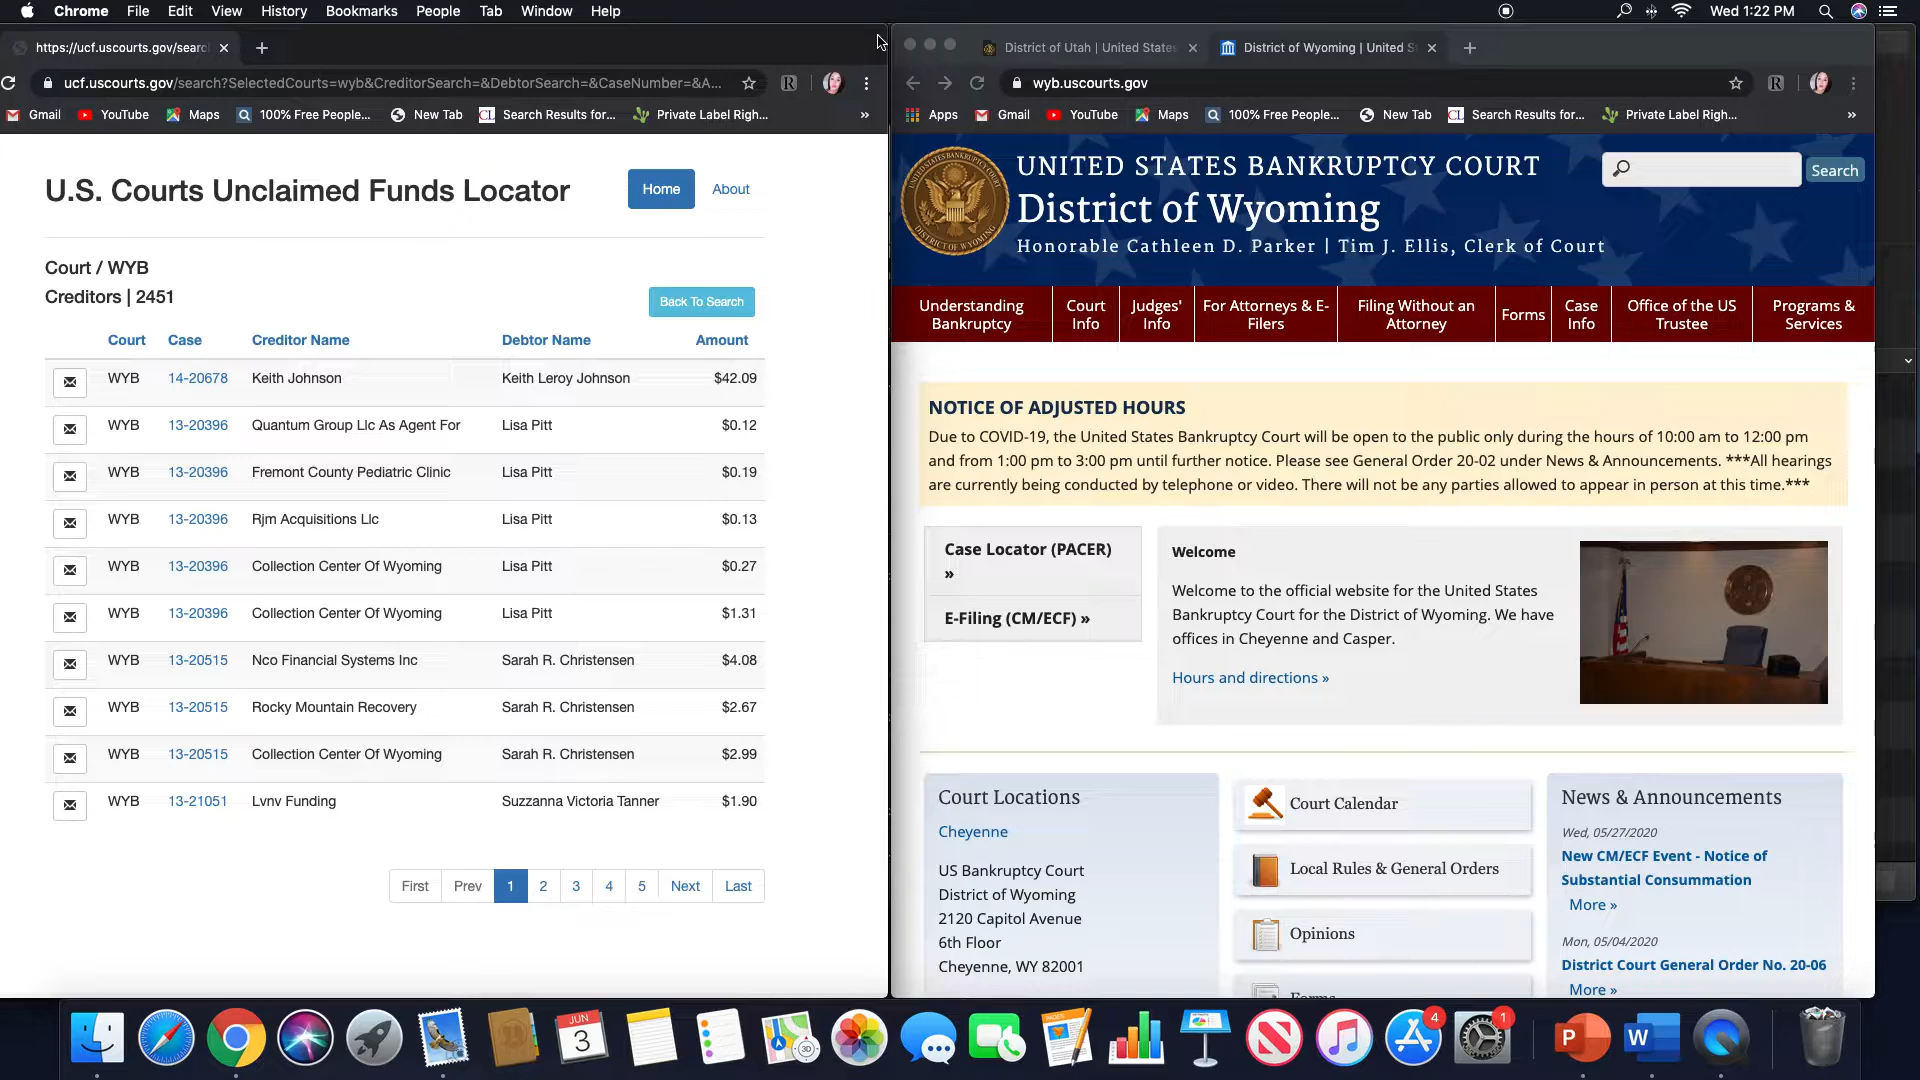 Chrome File Edit View History Bookmarks People Tab Window Help
Wed 1:22 PM
https://ucf.uscourts.gov/searc
ucf.uscourts.gov/search?SelectedCourts=wyb&CreditorSearch=&DebtorSearch=&CaseNumber=&A...
Gmail YouTube Maps 100% Free People... New Tab Search Results for... Private Label Righ... »
U.S. Courts Unclaimed Funds Locator
Home About
Court / WYB
Creditors | 2451
Back To Search
Court Case Creditor Name Debtor Name Amount
WYB 14-20678 Keith Johnson Keith Leroy Johnson $42.09
WYB 13-20396 Quantum Group Llc As Agent For Lisa Pitt $0.12
WYB 13-20396 Fremont County Pediatric Clinic Lisa Pitt $0.19
WYB 13-20396 Rjm Acquisitions Llc Lisa Pitt $0.13
WYB 13-20396 Collection Center Of Wyoming Lisa Pitt $0.27
WYB 13-20396 Collection Center Of Wyoming Lisa Pitt $1.31
WYB 13-20515 Nco Financial Systems Inc Sarah R. Christensen $4.08
WYB 13-20515 Rocky Mountain Recovery Sarah R. Christensen $2.67
WYB 13-20515 Collection Center Of Wyoming Sarah R. Christensen $2.99
WYB 13-21051 Lvnv Funding Suzzanna Victoria Tanner $1.90
First Prev 1 2 3 4 5 Next Last
District of Utah | United States
District of Wyoming | United S
wyb.uscourts.gov
Apps Gmail YouTube Maps 100% Free People... New Tab Search Results for... Private Label Righ... »
UNITED STATES BANKRUPTCY COURT
District of Wyoming
Honorable Cathleen D. Parker | Tim J. Ellis, Clerk of Court
Search
Understanding Bankruptcy
Court Info
Judges' Info
For Attorneys & E-Filers
Filing Without an Attorney
Forms
Case Info
Office of the US Trustee
Programs & Services
NOTICE OF ADJUSTED HOURS
Due to COVID-19, the United States Bankruptcy Court will be open to the public only during the hours of 10:00 am to 12:00 pm
and from 1:00 pm to 3:00 pm until further notice. Please see General Order 20-02 under News & Announcements. ***All hearings
are currently being conducted by telephone or video. There will not be any parties allowed to appear in person at this time.***
Case Locator (PACER)
»
E-Filing (CM/ECF) »
Welcome
Welcome to the official website for the United States
Bankruptcy Court for the District of Wyoming. We have
offices in Cheyenne and Casper.
Hours and directions »
Court Locations
Cheyenne
US Bankruptcy Court
District of Wyoming
2120 Capitol Avenue
6th Floor
Cheyenne, WY 82001
Court Calendar
Local Rules & General Orders
Opinions
Forms
News & Announcements
Wed, 05/27/2020
New CM/ECF Event - Notice of
Substantial Consummation
More »
Mon, 05/04/2020
District Court General Order No. 20-06
More »
JUN
3
3D
PAGES
4
1
P
W